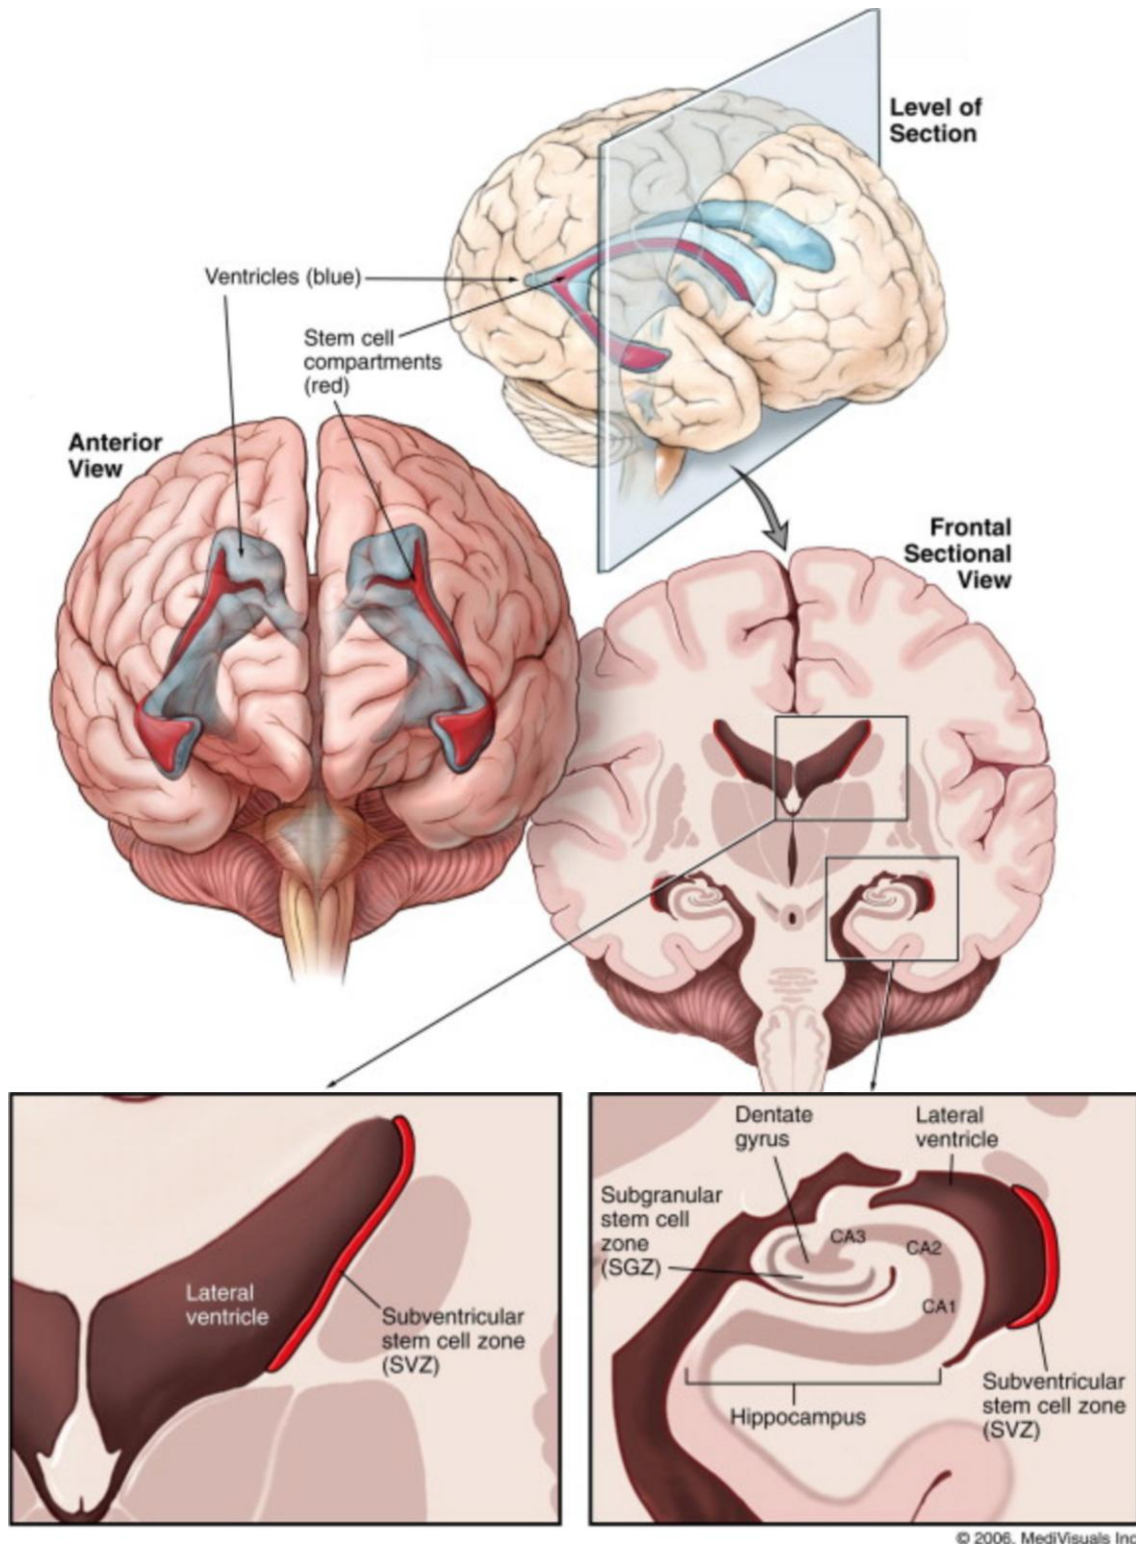 Level of
Section
Ventricles (blue)
Stem cell
compartments
(red)
Anterior
View
Frontal
Sectional
View
Lateral
ventricle
Subventricular
stem cell zone
(SVZ)
Dentate
gyrus
Lateral
ventricle
Subgranular
stem cell
zone
(SGZ)
CA3
CA2
CA1
Hippocampus
Subventricular
stem cell zone
(SVZ)
© 2006, MediVisuals Inc